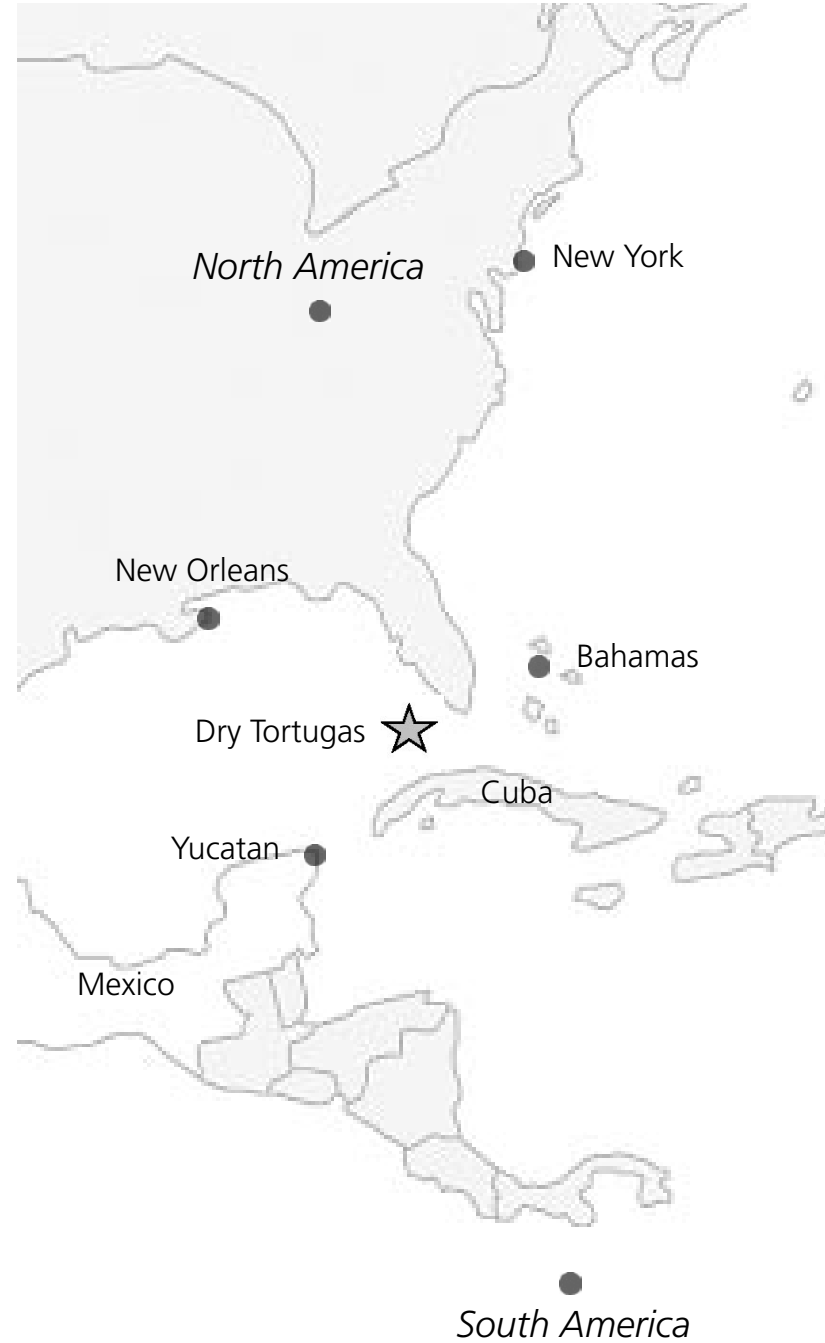 North America
New York
New Orleans
Bahamas
Dry Tortugas
Cuba
Yucatan
Mexico
South America